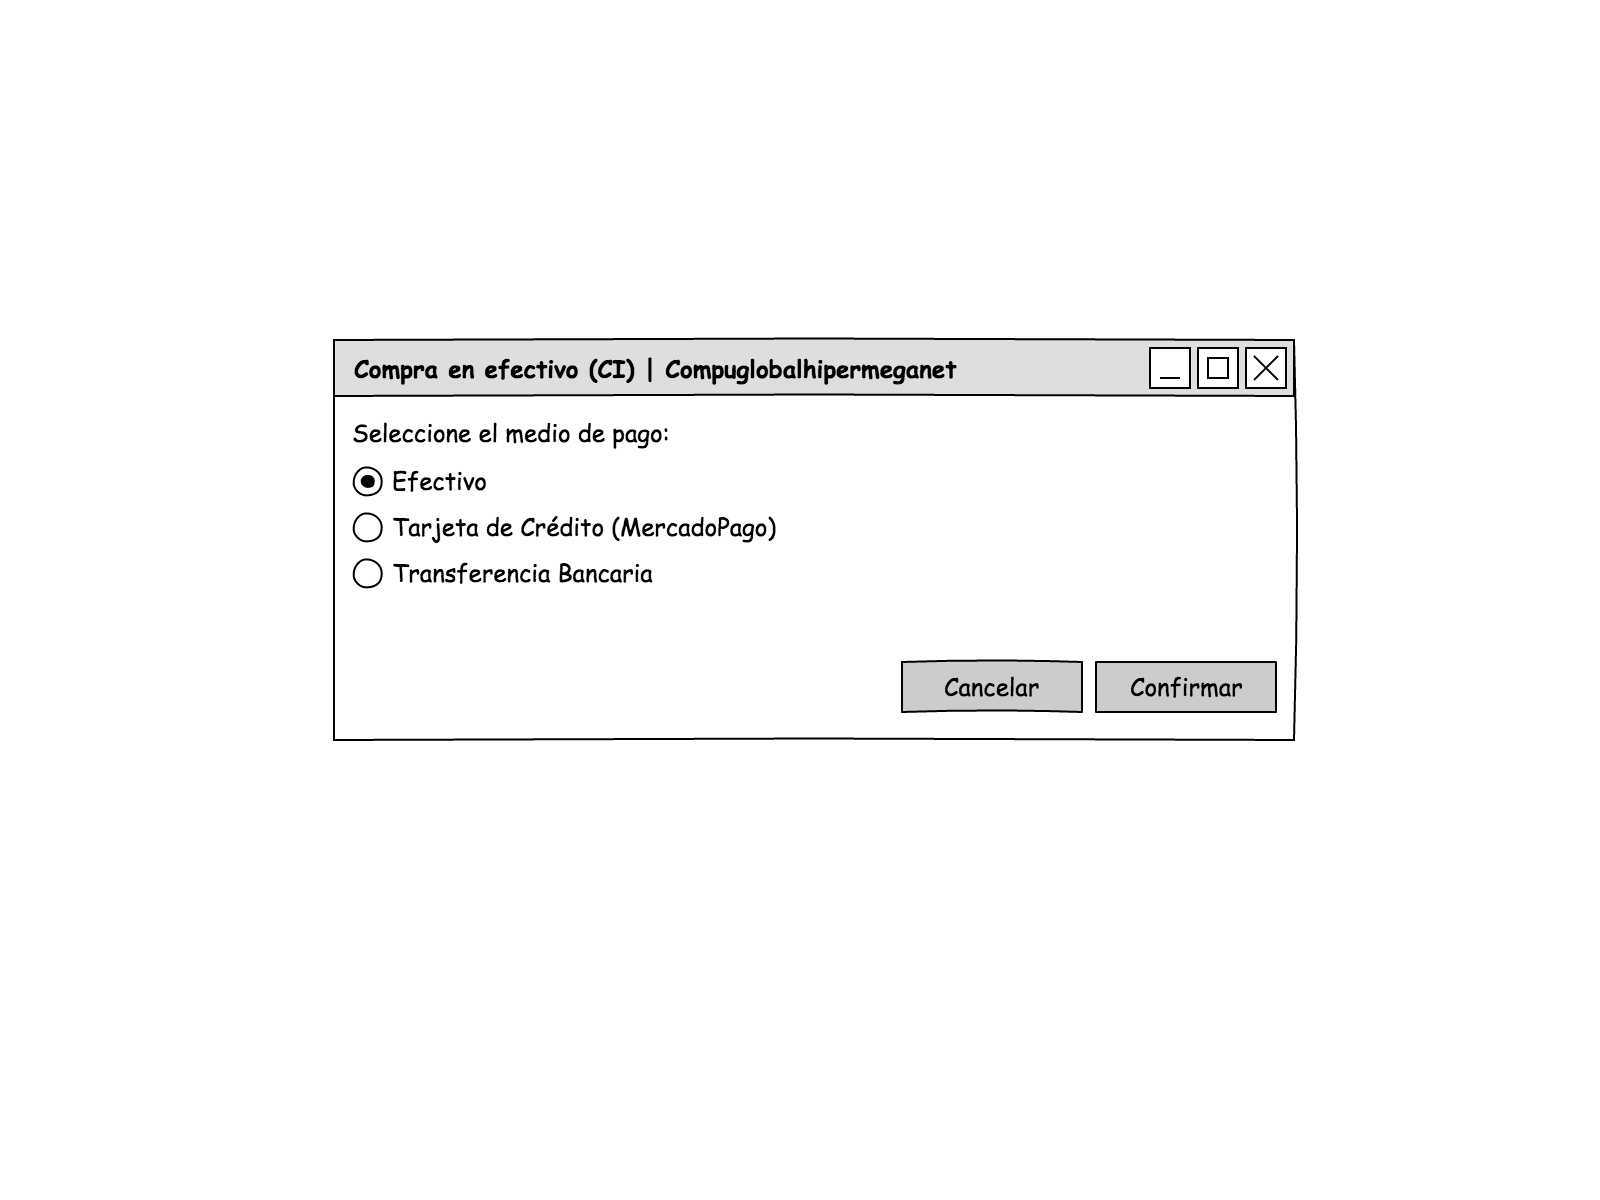 Compra en efectivo (CI) | Compuglobalhipermeganet
Seleccione el medio de pago:
Efectivo
Tarjeta de Crédito (MercadoPago)
Transferencia Bancaria
Cancelar
Confirmar